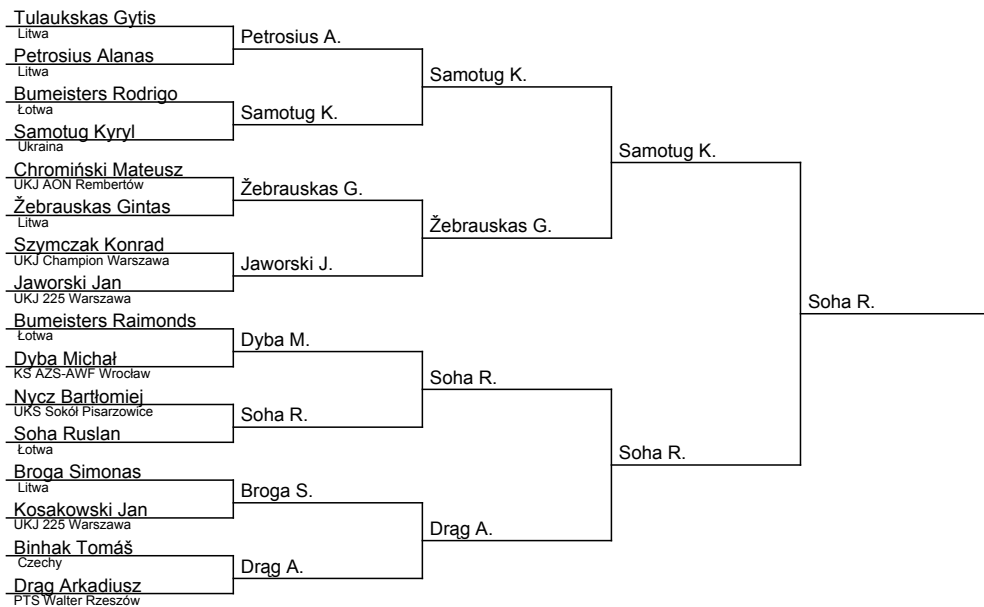 Tulaukskas Gytis
Litwa
Petrosius Alanas
Litwa
Bumeisters Rodrigo
Łotwa
Samotug Kyryl
Ukraina
Chromiński Mateusz
UKJ AON Rembertów
Žebrauskas Gintas
Litwa
Szymczak Konrad
UKJ Champion Warszawa
Jaworski Jan
UKJ 225 Warszawa
Bumeisters Raimonds
Łotwa
Dyba Michał
KS AZS-AWF Wrocław
Nycz Bartłomiej
UKS Sokół Pisarzowice
Soha Ruslan
Łotwa
Broga Simonas
Litwa
Kosakowski Jan
UKJ 225 Warszawa
Binhak Tomáš
Czechy
Drąg Arkadiusz
PTS Walter Rzeszów
Petrosius A.
Samotug K.
Žebrauskas G.
Jaworski J.
Dyba M.
Soha R.
Broga S.
Drąg A.
Samotug K.
Žebrauskas G.
Soha R.
Drąg A.
Samotug K.
Soha R.
Soha R.